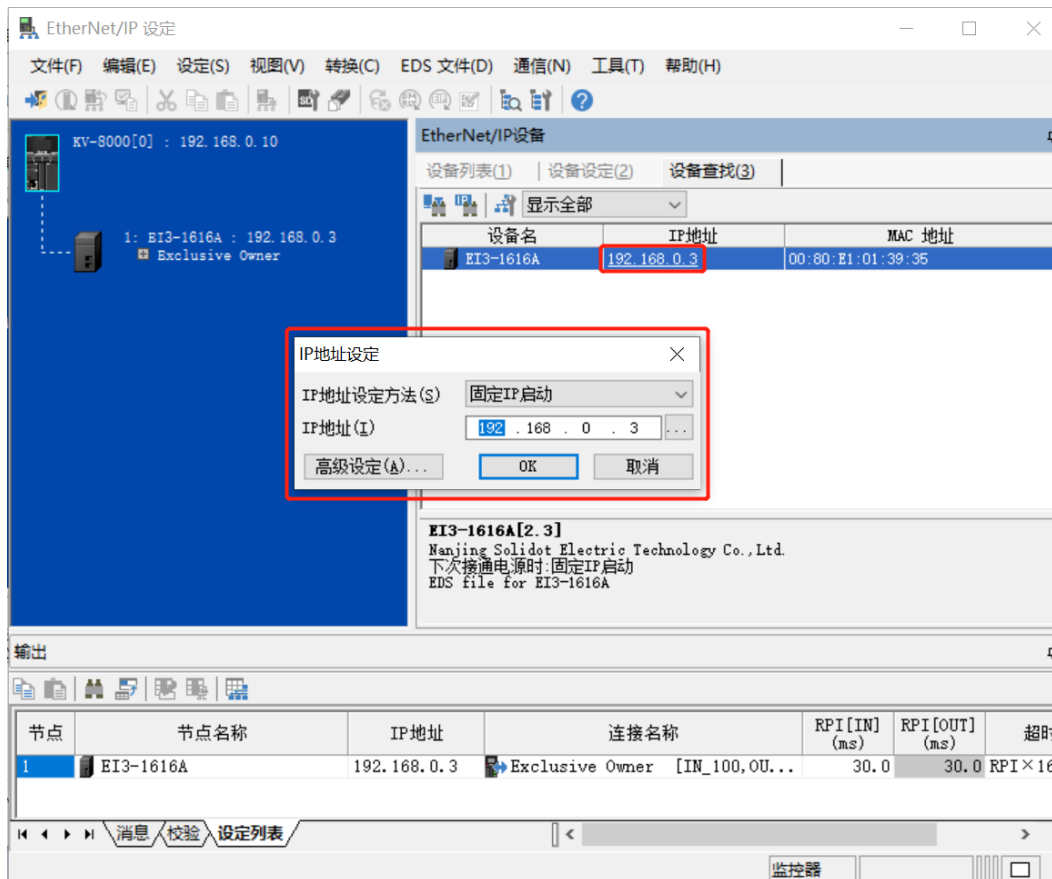 EtherNet/IP 设定
文件(F) 编辑(E) 设定(S) 视图(V) 转换(C) EDS 文件(D) 通信(N) 工具(T) 帮助(H)
KV-8000[0] : 192.168.0.10
1: EI3-1616A : 192.168.0.3
Exclusive Owner
EtherNet/IP设备
设备列表(1) 设备设定(2) 设备查找(3)
显示全部
设备名 IP地址 MAC 地址
EI3-1616A 192.168.0.3 00:80:E1:01:39:35
IP地址设定
IP地址设定方法(S) 固定IP启动
IP地址(I) 192 . 168 . 0 . 3 ...
高级设定(A)... OK 取消
EI3-1616A[2.3]
Nanjing Solidot Electric Technology Co.,Ltd.
下次接通电源时:固定IP启动
EDS file for EI3-1616A
输出
节点 节点名称 IP地址 连接名称 RPI[IN] (ms) RPI[OUT] (ms) 超时
1 EI3-1616A 192.168.0.3 Exclusive Owner [IN_100,OU... 30.0 30.0 RPI×16
消息 校验 设定列表
监控器